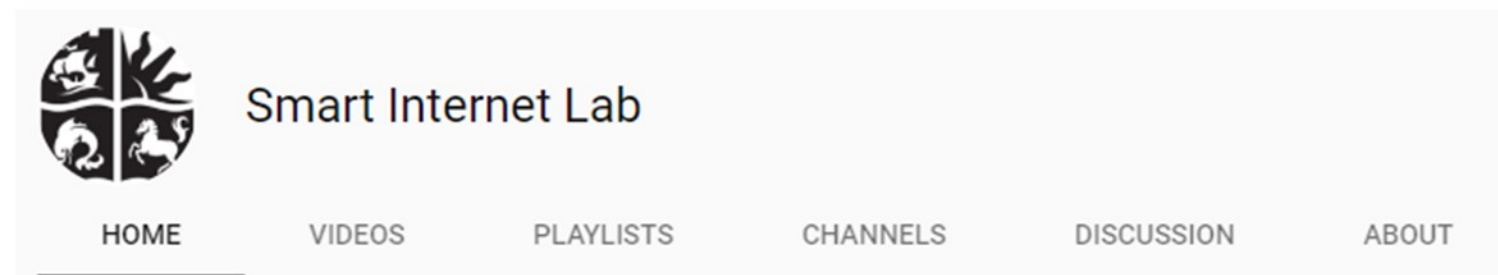 Smart Internet Lab
HOME VIDEOS PLAYLISTS CHANNELS DISCUSSION ABOUT